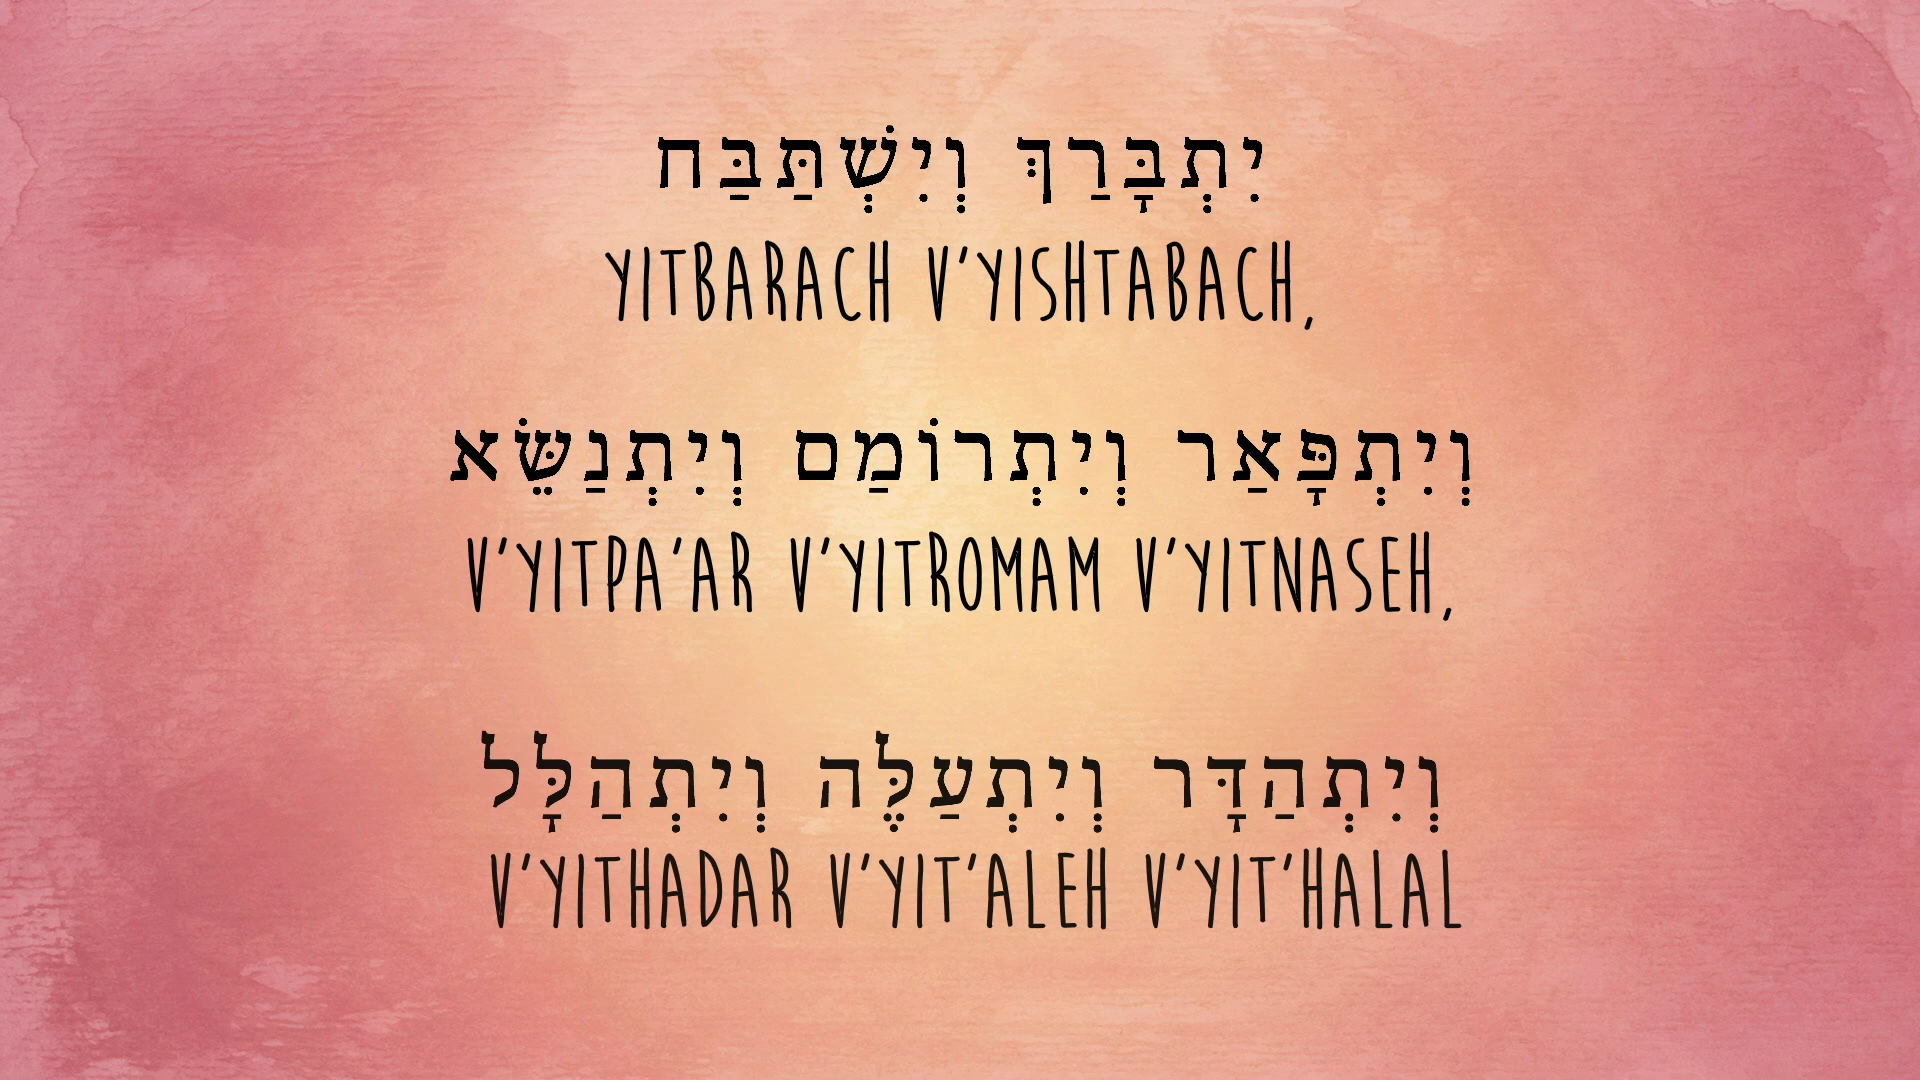 יִתְבָּרַךְ וְיִשְׁתַּבַּח
YITBARACH V'YISHTABACH,
וְיִתְפָּאַר וְיִתְרוֹמַם וְיִתְנַשֵּׂא
V'YITPA'AR V'YITROMAM V'YITNASEH,
וְיִתְהַדָּר וְיִתְעַלֶּה וְיִתְהַלָּל
V'YITHADAR V'YIT'ALEH V'YIT'HALAL